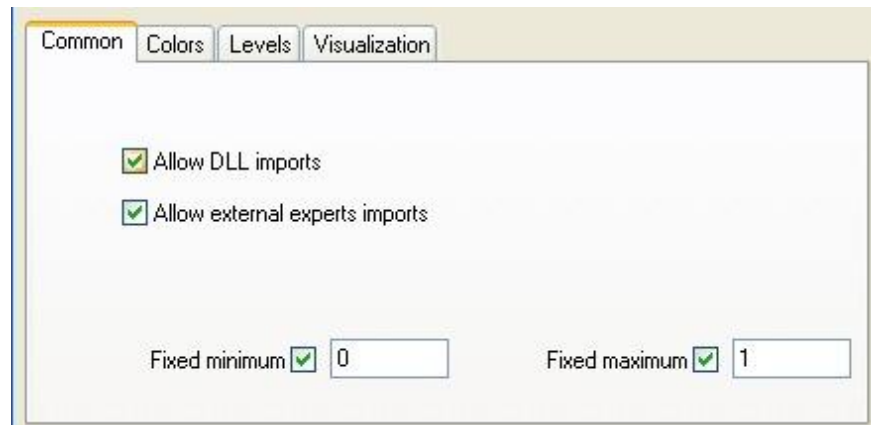 Common Colors Levels Visualization
Allow DLL imports
Allow external experts imports
Fixed minimum 0 Fixed maximum 1